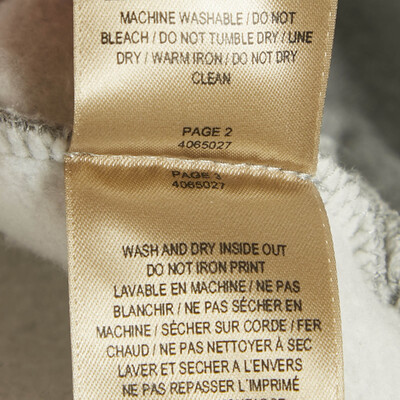 MACHINE WASHABLE / DO NOT
BLEACH / DO NOT TUMBLE DRY / LINE
DRY / WARM IRON / DO NOT DRY
CLEAN
PAGE 2
4065027
PAGE 3
4065027
WASH AND DRY INSIDE OUT
DO NOT IRON PRINT
LAVABLE EN MACHINE / NE PAS
BLANCHIR / NE PAS SÉCHER EN
MACHINE / SÉCHER SUR CORDE / FER
CHAUD / NE PAS NETTOYER À SEC
LAVER ET SECHER A L'ENVERS
NE PAS REPASSER L'IMPRIMÉ